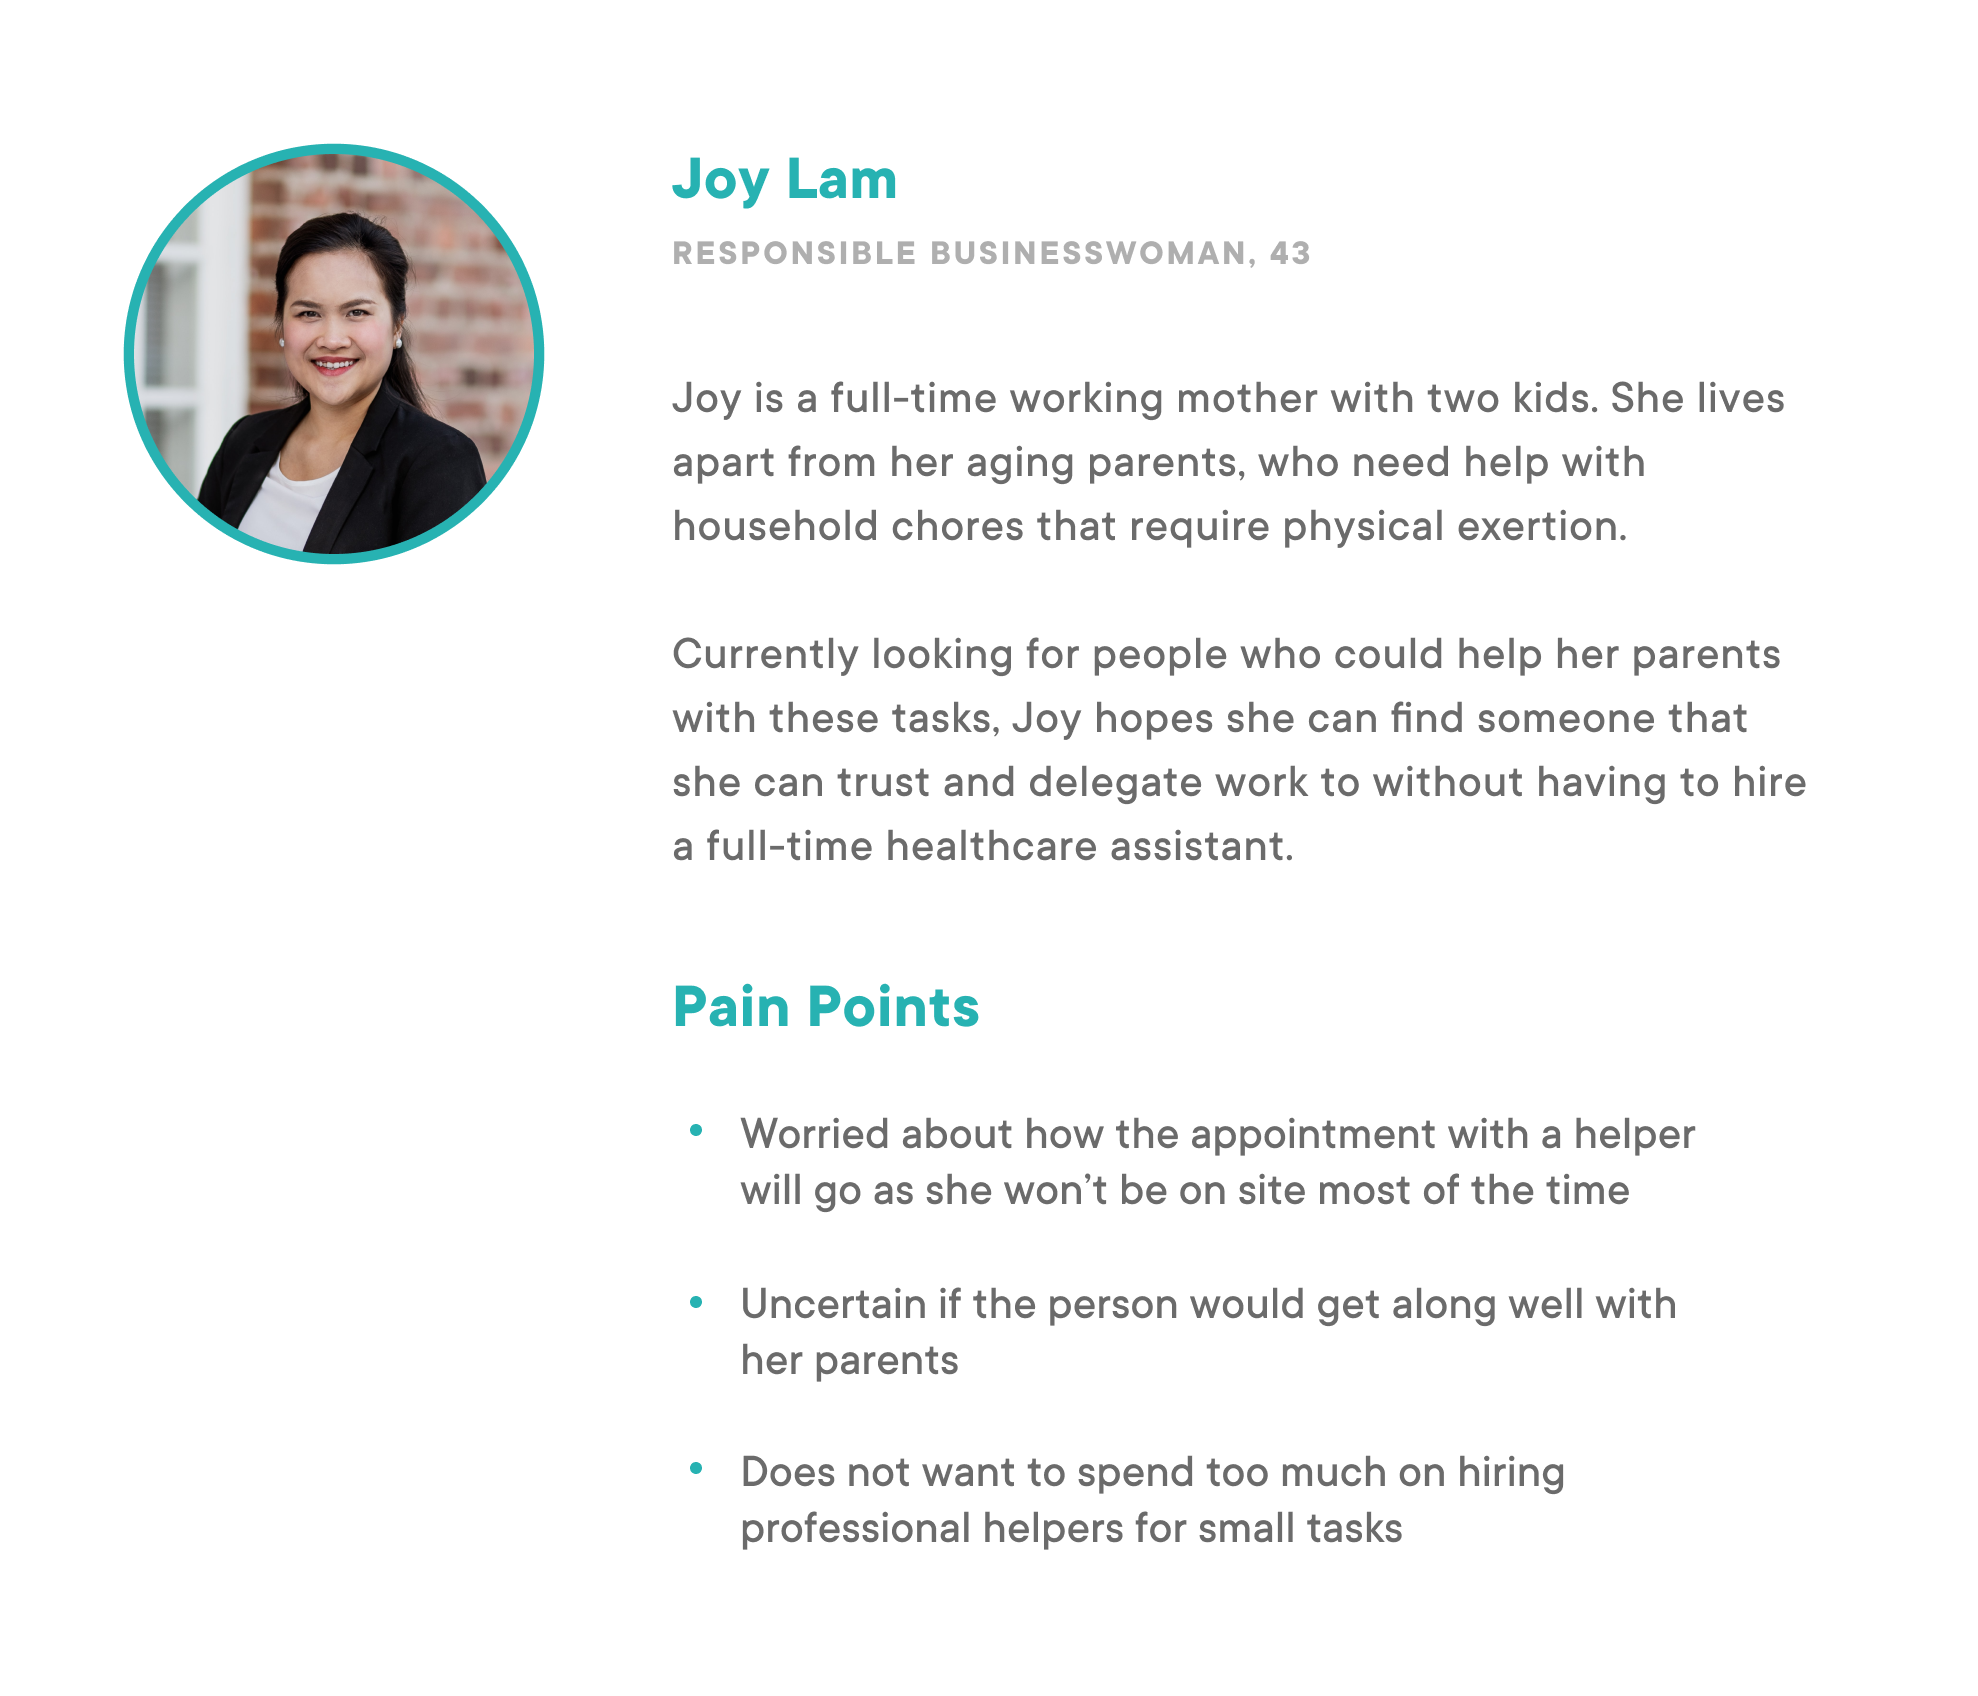 Joy Lam
RESPONSIBLE BUSINESSWOMAN, 43
Joy is a full-time working mother with two kids. She lives
apart from her aging parents, who need help with
household chores that require physical exertion.
Currently looking for people who could help her parents
with these tasks, Joy hopes she can find someone that
she can trust and delegate work to without having to hire
a full-time healthcare assistant.
Pain Points
• Worried about how the appointment with a helper
will go as she won’t be on site most of the time
• Uncertain if the person would get along well with
her parents
• Does not want to spend too much on hiring
professional helpers for small tasks